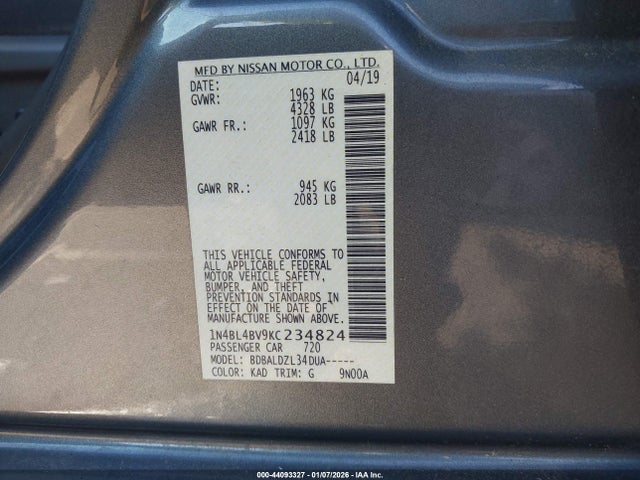 MFD BY NISSAN MOTOR CO., LTD.
DATE: 04/19
GVWR: 1963 KG
4328 LB
GAWR FR.: 1097 KG
2418 LB
GAWR RR.: 945 KG
2083 LB
THIS VEHICLE CONFORMS TO
ALL APPLICABLE FEDERAL
MOTOR VEHICLE SAFETY,
BUMPER, AND THEFT
PREVENTION STANDARDS IN
EFFECT ON THE DATE OF
MANUFACTURE SHOWN ABOVE.
1N4BL4BV9KC234824
PASSENGER CAR 720
MODEL: BDBALDZL34DUA-----
COLOR: KAD TRIM: G 9N00A
000-44093327 - 01/07/2026 - IAA Inc.